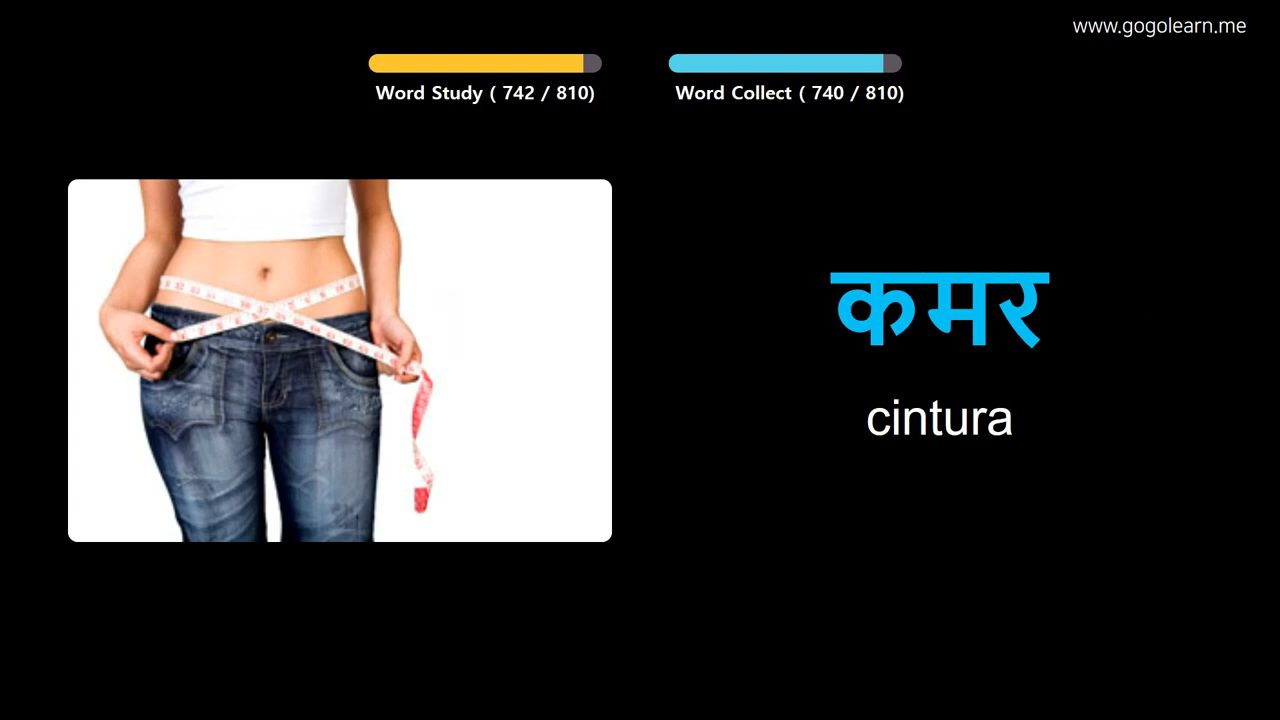 www.gogolearn.me
Word Study ( 742 / 810)
Word Collect ( 740 / 810)
कमर
cintura